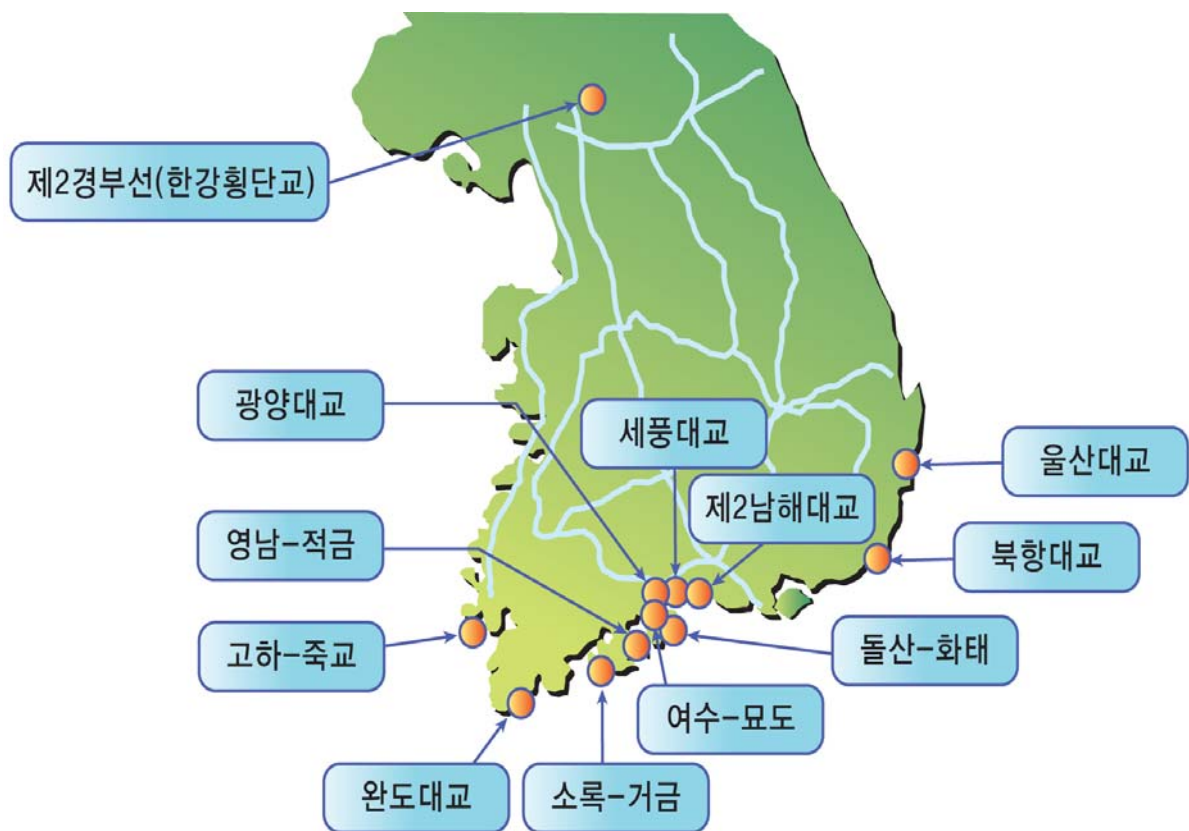 제2경부선(한강횡단교)
광양대교
세풍대교
울산대교
제2남해대교
영남-적금
북항대교
고하-죽교
돌산-화태
여수-묘도
완도대교
소록-거금